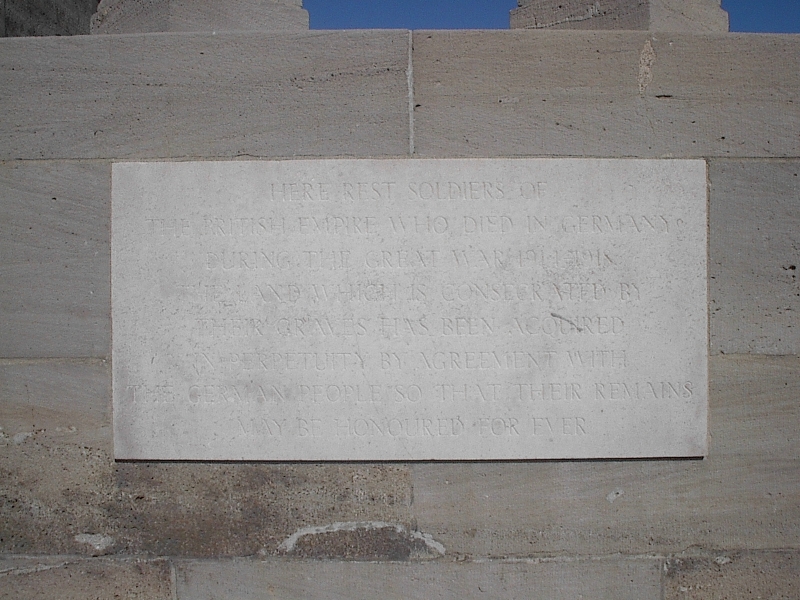 HERE REST SOLDIERS OF
THE BRITISH EMPIRE WHO DIED IN GERMANY
DURING THE GREAT WAR 1914-1918
THE LAND WHICH IS CONSECRATED BY
THEIR GRAVES HAS BEEN ACQUIRED
IN PERPETUITY BY AGREEMENT WITH
THE GERMAN PEOPLE SO THAT THEIR REMAINS
MAY BE HONOURED FOR EVER